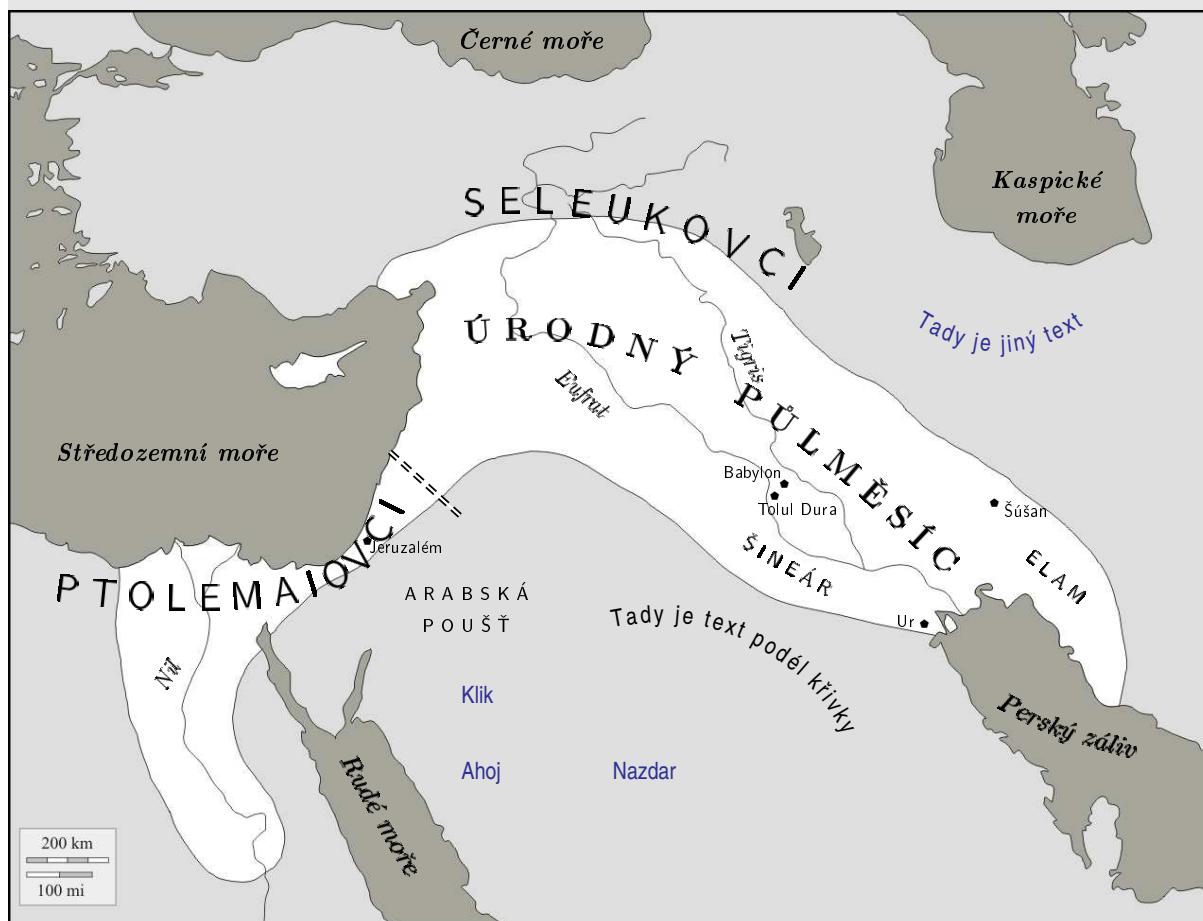 Černé moře
Kaspické
moře
SELEUKOVCI
Tady je jiný text
ÚRODNÝ PŮLMĚSÍC
Tigris
Eufrat
Středozemní moře
Babylon
Tolul Dura
Šúšan
Jeruzalém
PTOLEMAIOVCI
ŠINEÁR
ELAM
ARABSKÁ
POUŠŤ
Tady je text podél křivky
Ur
Nil
Klik
Perský záliv
Ahoj
Nazdar
Rudé moře
200 km
100 mi